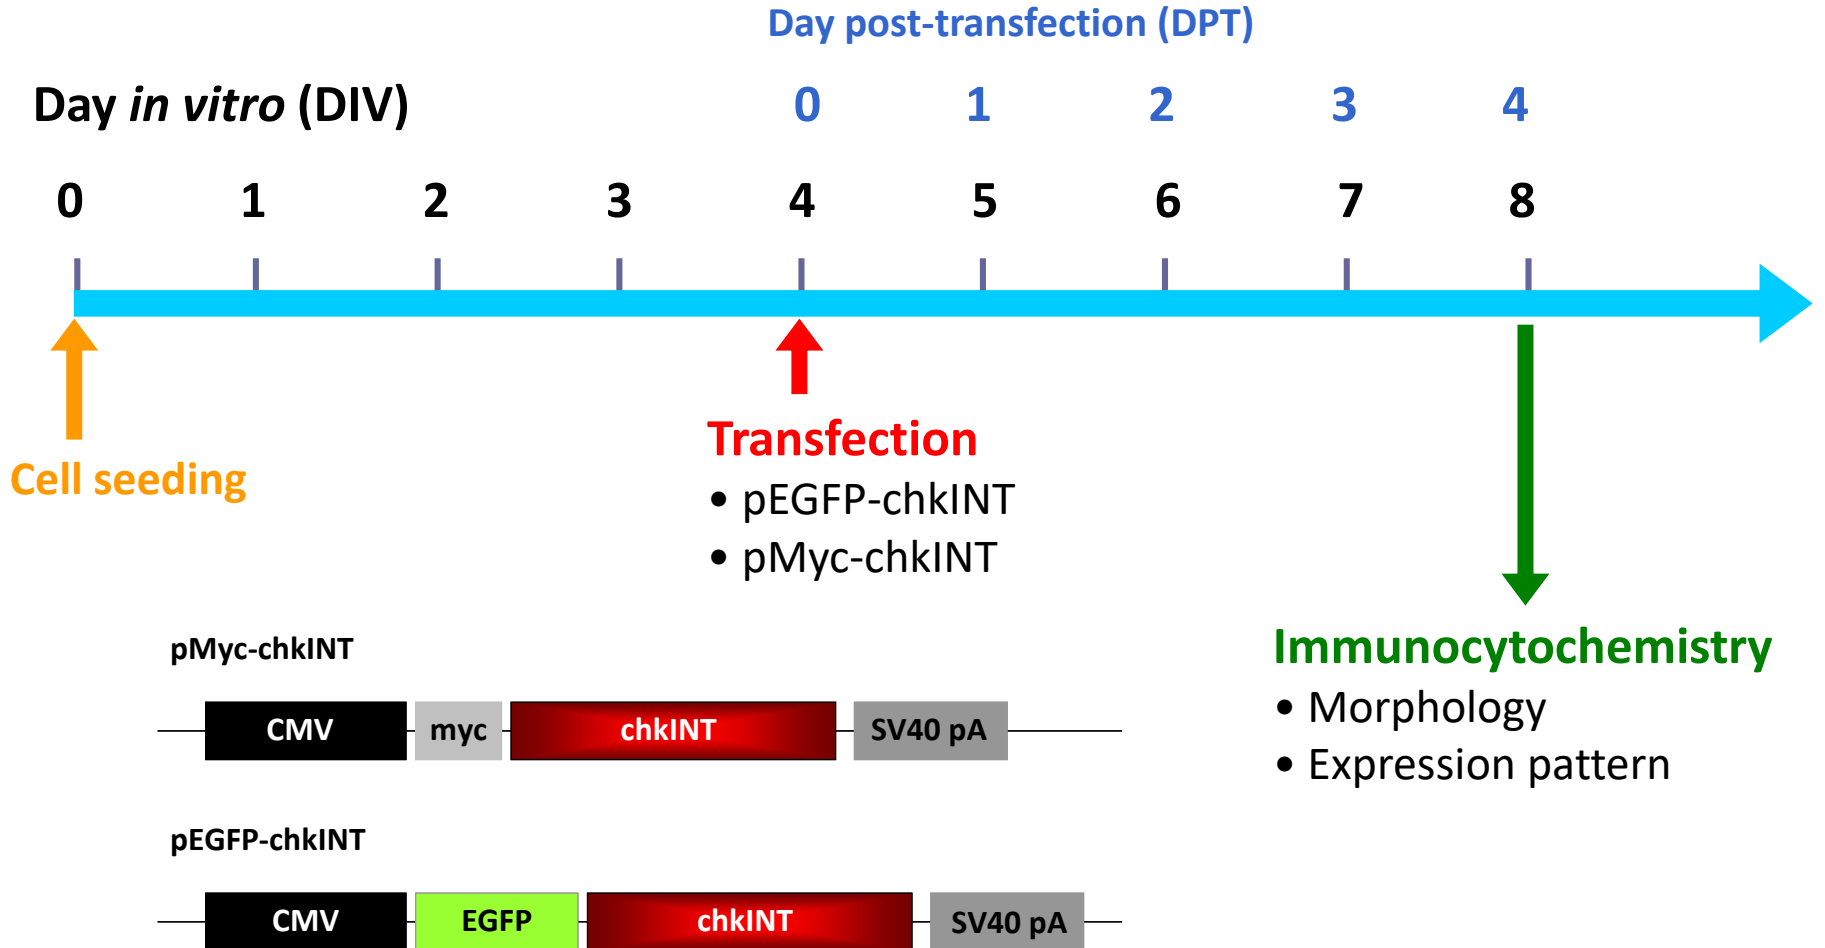 Day post-transfection (DPT)
Day in vitro (DIV)
0 1 2 3 4
0 1 2 3 4 5 6 7 8
Cell seeding
Transfection
• pEGFP-chkINT
• pMyc-chkINT
Immunocytochemistry
• Morphology
• Expression pattern
pMyc-chkINT
CMV myc chkINT SV40 pA
pEGFP-chkINT
CMV EGFP chkINT SV40 pA